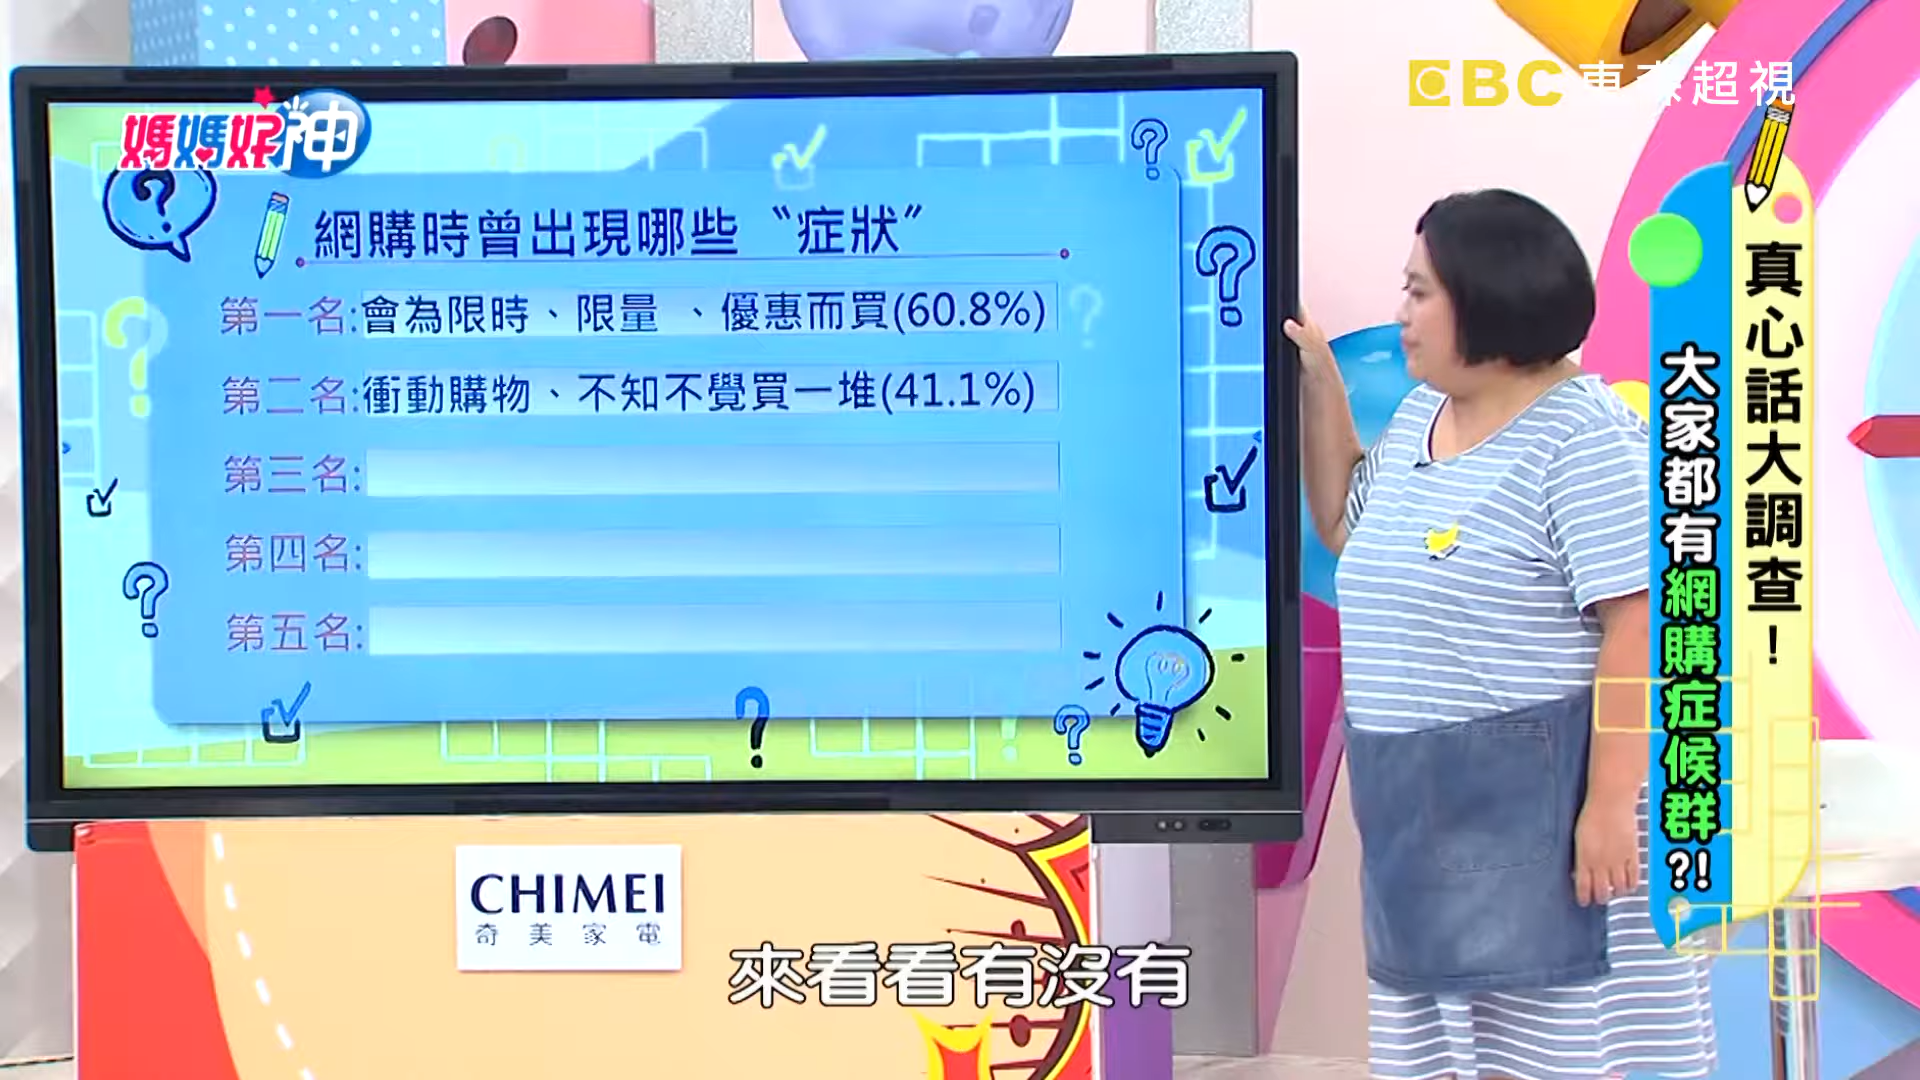 EBC 東森超視
媽媽好神
網購時曾出現哪些〝症狀〞
第一名:會為限時、限量、優惠而買(60.8%)
第二名:衝動購物、不知不覺買一堆(41.1%)
第三名:
第四名:
第五名:
真心話大調查！
大家都有網購症候群?!
CHIMEI
奇美家電
來看看有沒有